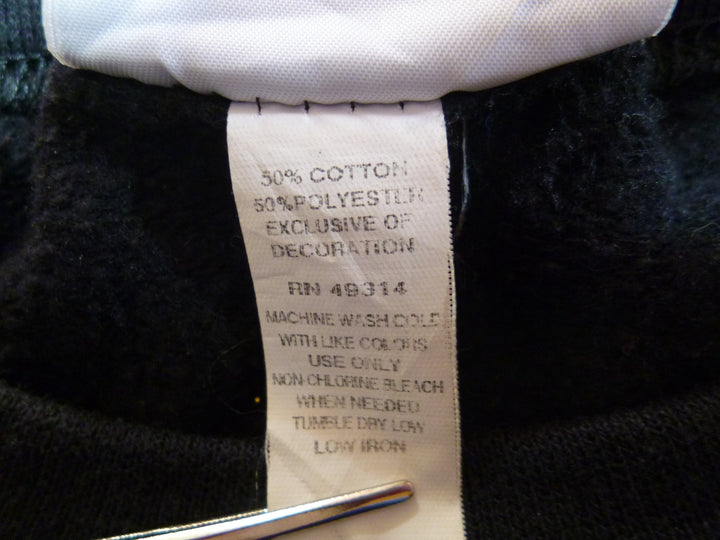 50% COTTON
50%POLYESTER
EXCLUSIVE OF
DECORATION
RN 49314
MACHINE WASH COLD
WITH LIKE COLORS
USE ONLY
NON-CHLORINE BLEACH
WHEN NEEDED
TUMBLE DRY LOW
LOW IRON